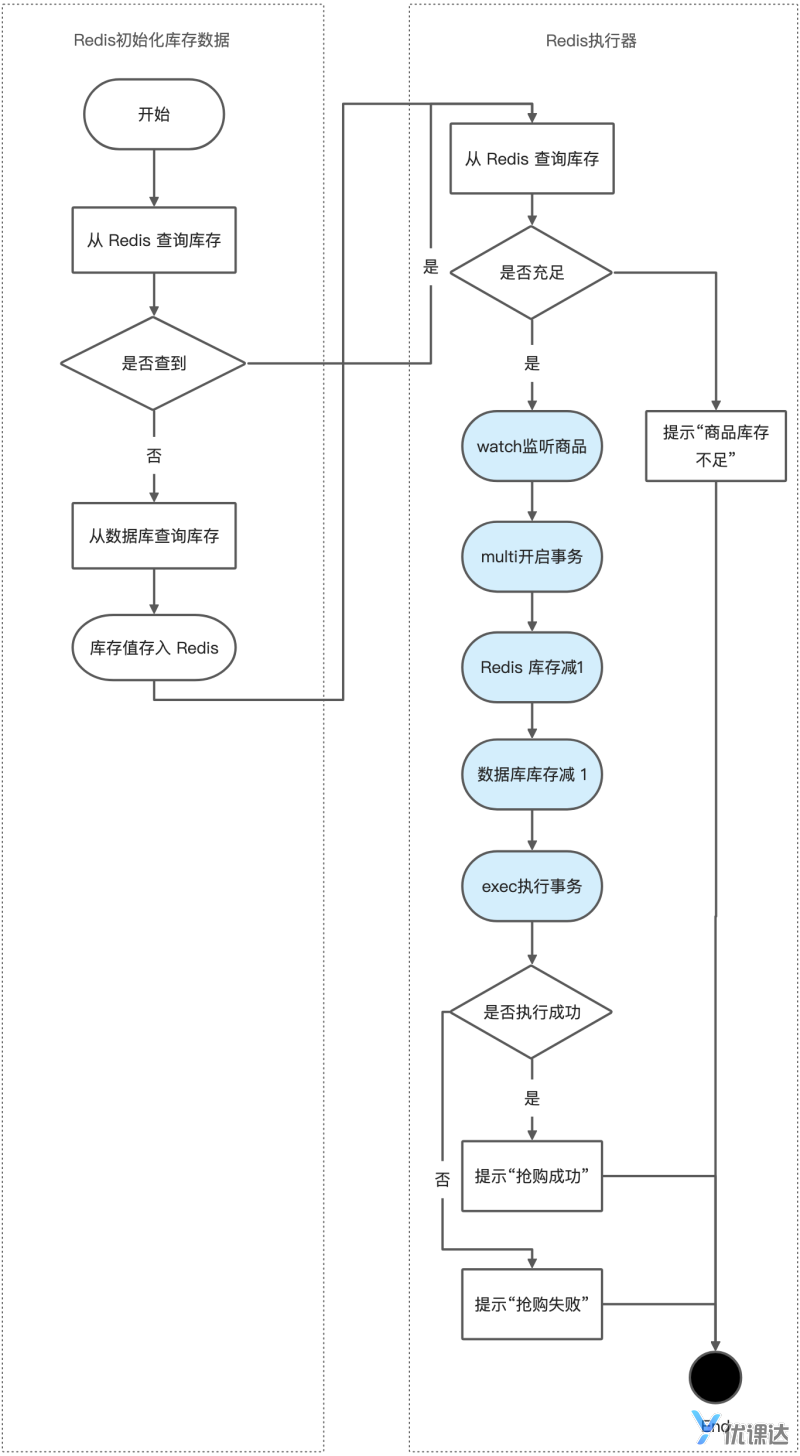 Redis初始化库存数据
开始
从 Redis 查询库存
是否查到
是
否
从数据库查询库存
库存值存入 Redis
Redis执行器
从 Redis 查询库存
是否充足
是
提示“商品库存
不足”
watch监听商品
multi开启事务
Redis 库存减1
数据库库存减 1
exec执行事务
是否执行成功
是
否
提示“抢购成功”
提示“抢购失败”
End
优课达